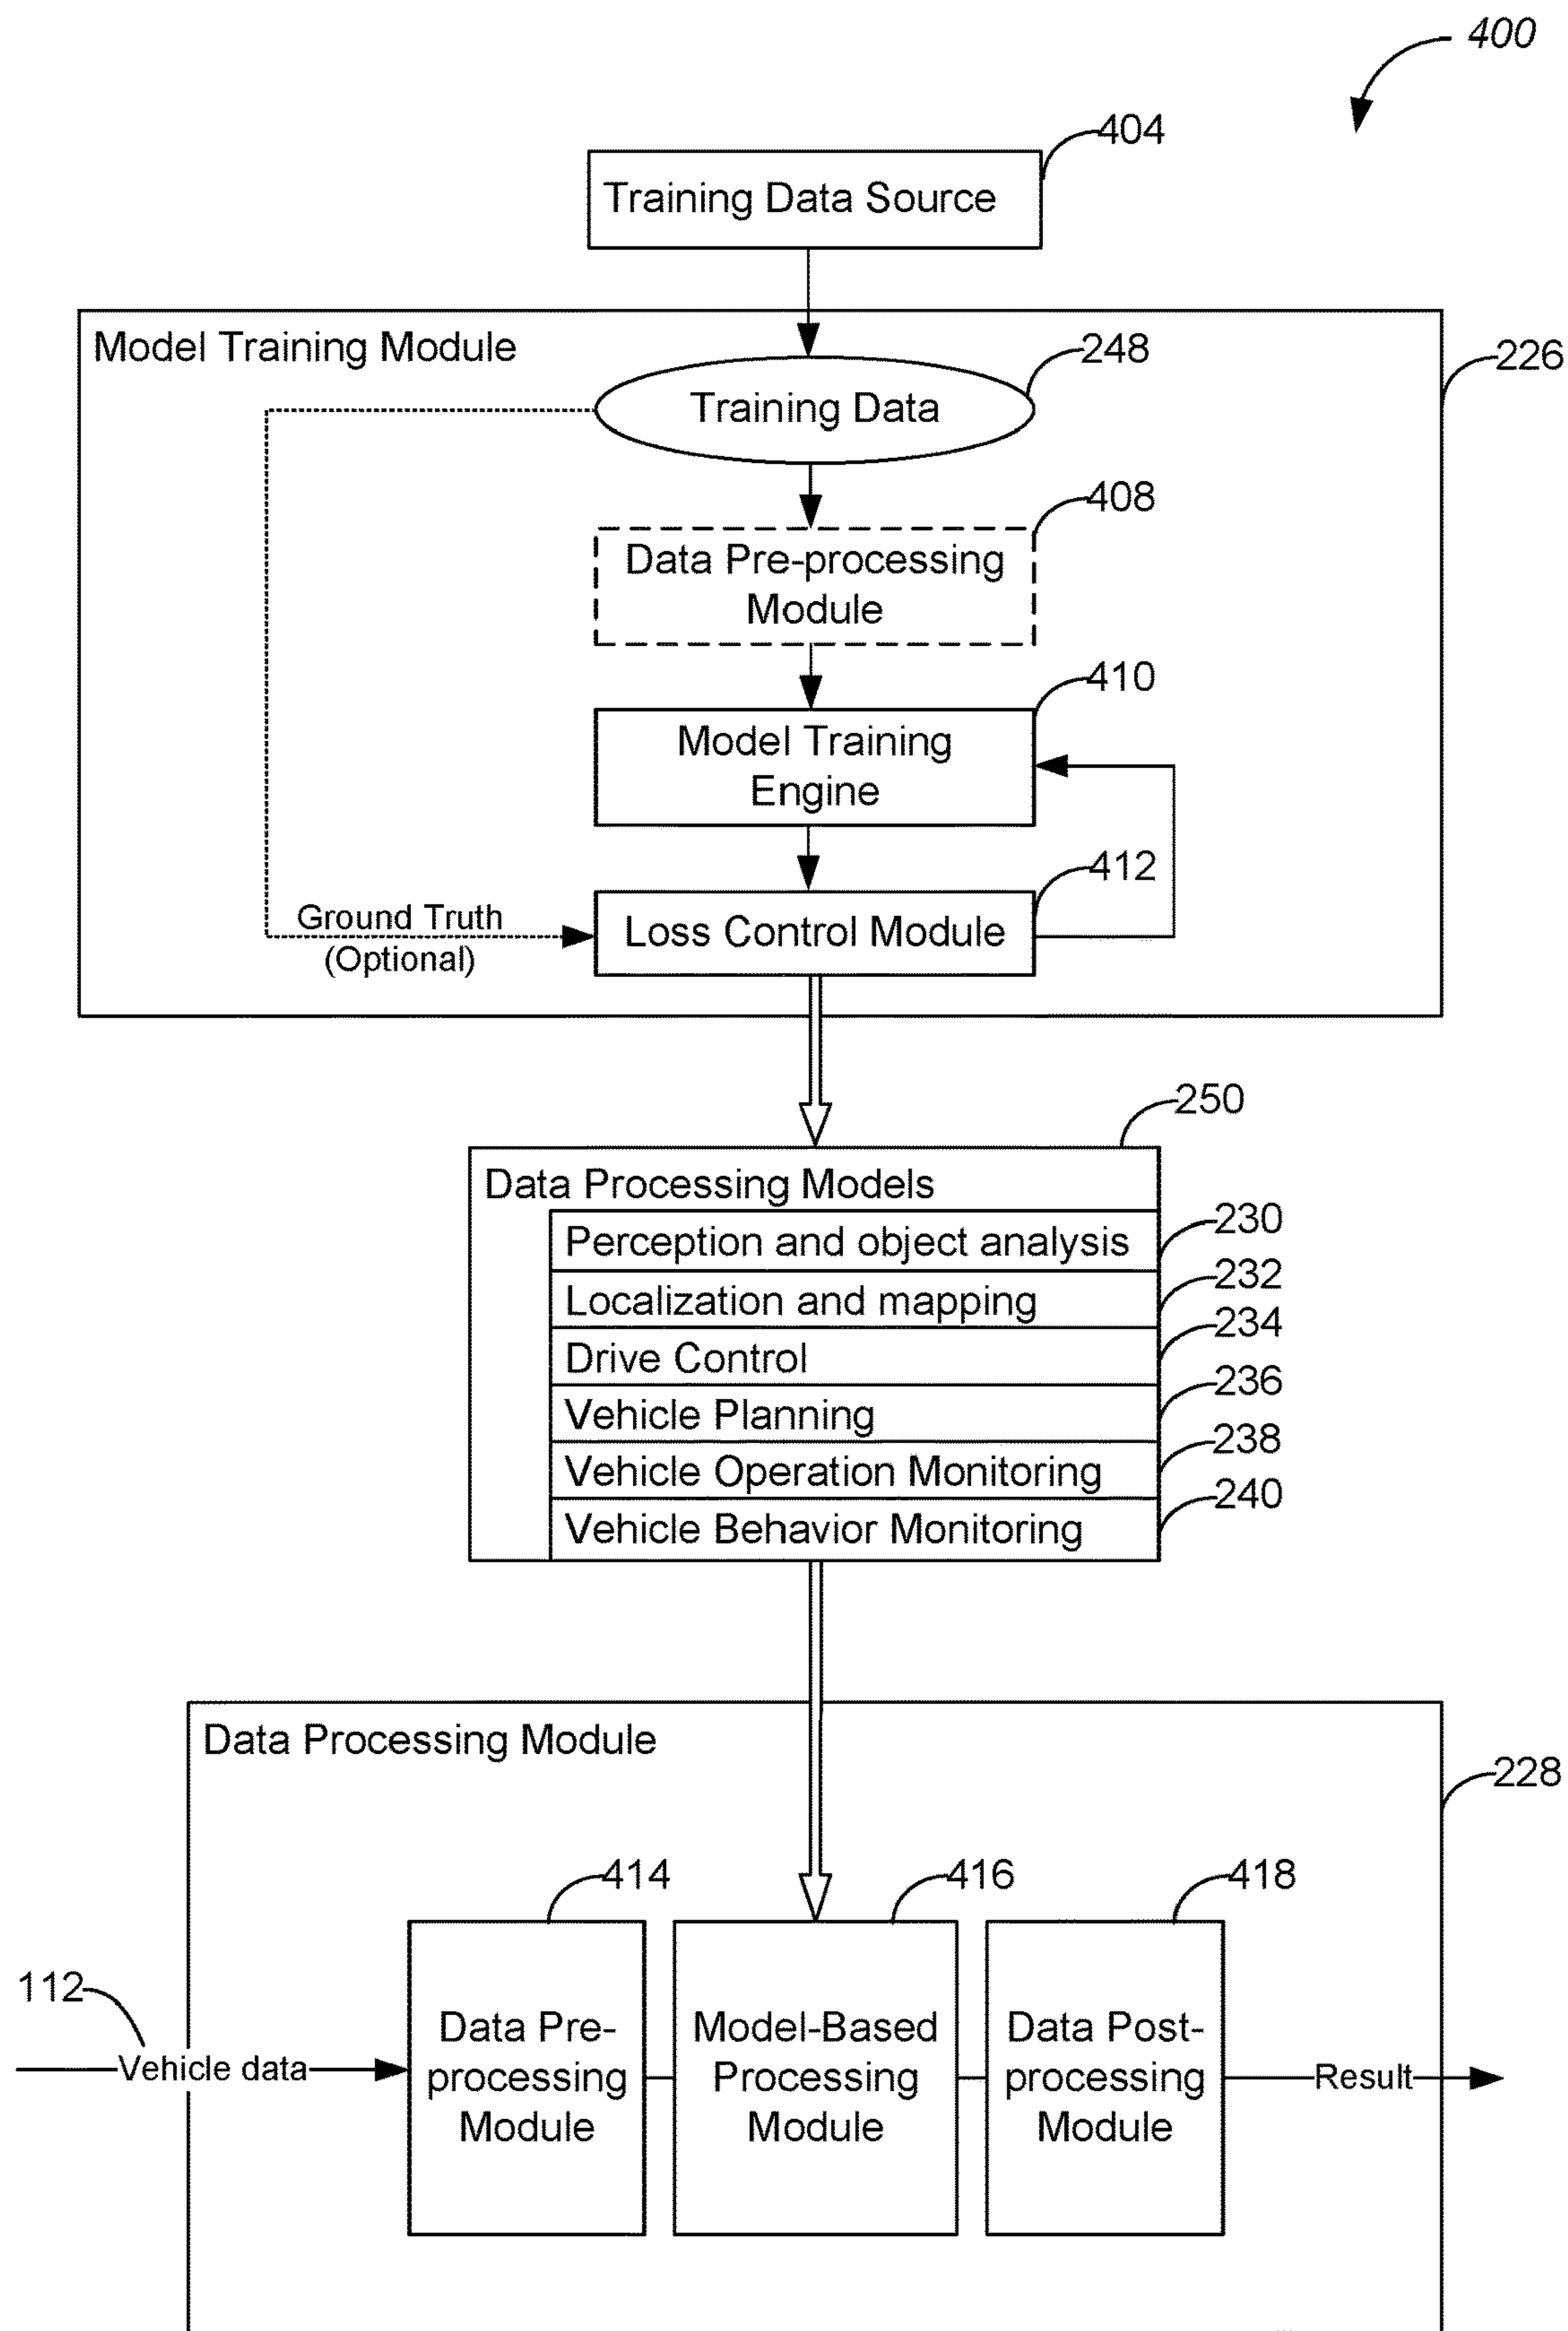 400
404
Training Data Source
Model Training Module
248
226
Training Data
408
Data Pre-processing
Module
410
Model Training
Engine
412
Ground Truth
(Optional)
Loss Control Module
250
Data Processing Models
230
Perception and object analysis
232
Localization and mapping
234
Drive Control
236
Vehicle Planning
238
Vehicle Operation Monitoring
240
Vehicle Behavior Monitoring
Data Processing Module
228
414
416
418
112
Vehicle data
Data Pre-
processing
Module
Model-Based
Processing
Module
Data Post-
processing
Module
Result